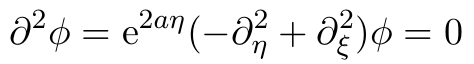 ∂²φ = e^{2aη}(−∂_η² + ∂_ξ²)φ = 0